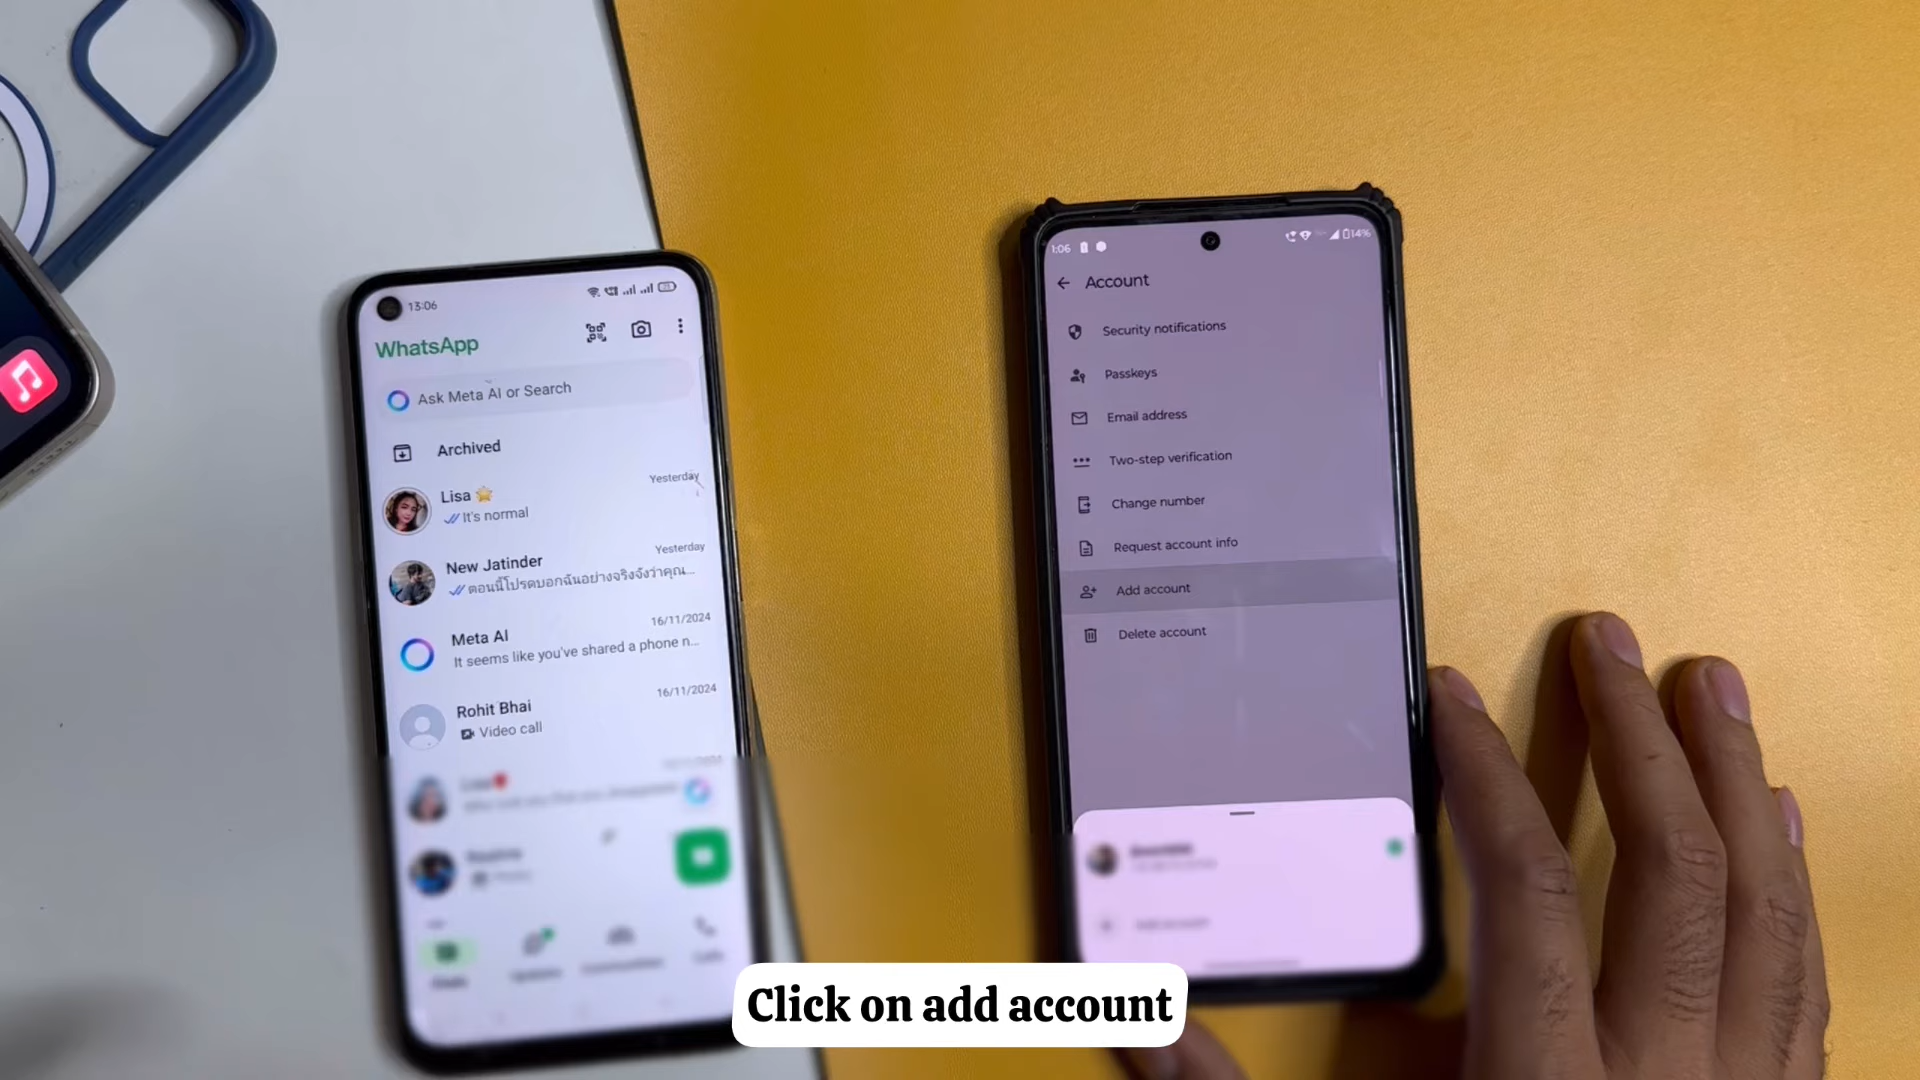 13:06
WhatsApp
Ask Meta AI or Search
Archived
Lisa
Yesterday
It's normal
New Jatinder
Yesterday
ตอนนี้โปรดบอกฉันอย่างจริงจังว่าคุณ...
Meta AI
16/11/2024
It seems like you've shared a phone n...
Rohit Bhai
16/11/2024
Video call
1:06
14%
Account
Security notifications
Passkeys
Email address
Two-step verification
Change number
Request account info
Add account
Delete account
Click on add account